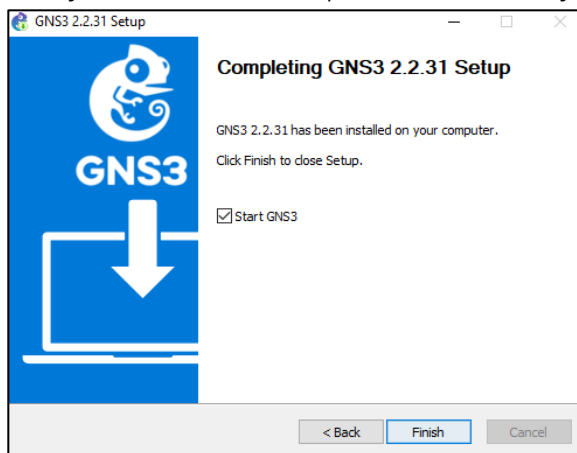 GNS3 2.2.31 Setup
Completing GNS3 2.2.31 Setup
GNS3 2.2.31 has been installed on your computer.
Click Finish to close Setup.
GNS3
Start GNS3
< Back
Finish
Cancel